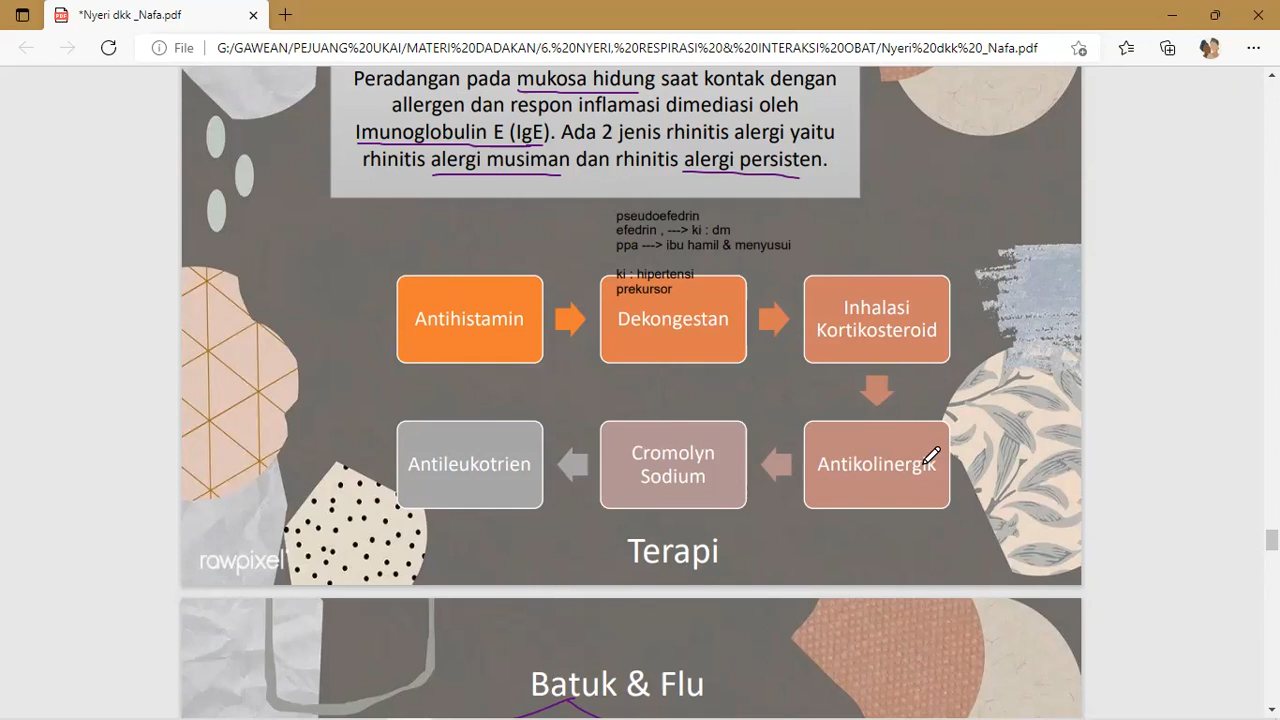 *Nyeri dkk _Nafa.pdf
File
G:/GAWEAN/PEJUANG%20UKAI/MATERI%20DADAKAN/6.%20NYERI,%20RESPIRASI%20&%20INTERAKSI%20OBAT/Nyeri%20dkk%20_Nafa.pdf
Peradangan pada mukosa hidung saat kontak dengan
allergen dan respon inflamasi dimediasi oleh
Imunoglobulin E (IgE). Ada 2 jenis rhinitis alergi yaitu
rhinitis alergi musiman dan rhinitis alergi persisten.
pseudoefedrin
efedrin , ---> ki : dm
ppa ---> ibu hamil & menyusui
ki : hipertensi
prekursor
Antihistamin
Dekongestan
Inhalasi
Kortikosteroid
Antikolinergik
Cromolyn
Sodium
Antileukotrien
Terapi
rawpixel
Batuk & Flu